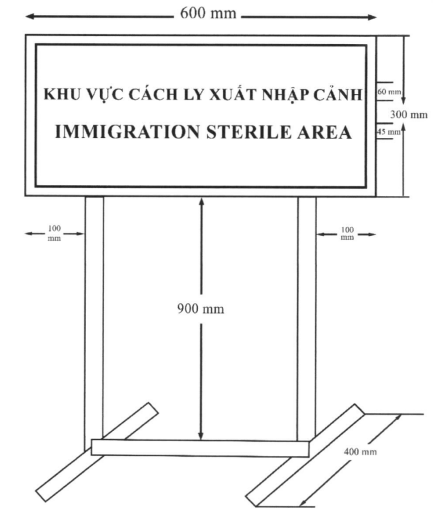 600 mm
KHU VỰC CÁCH LY XUẤT NHẬP CẢNH
60 mm
300 mm
IMMIGRATION STERILE AREA
45 mm
100 mm
100 mm
900 mm
400 mm